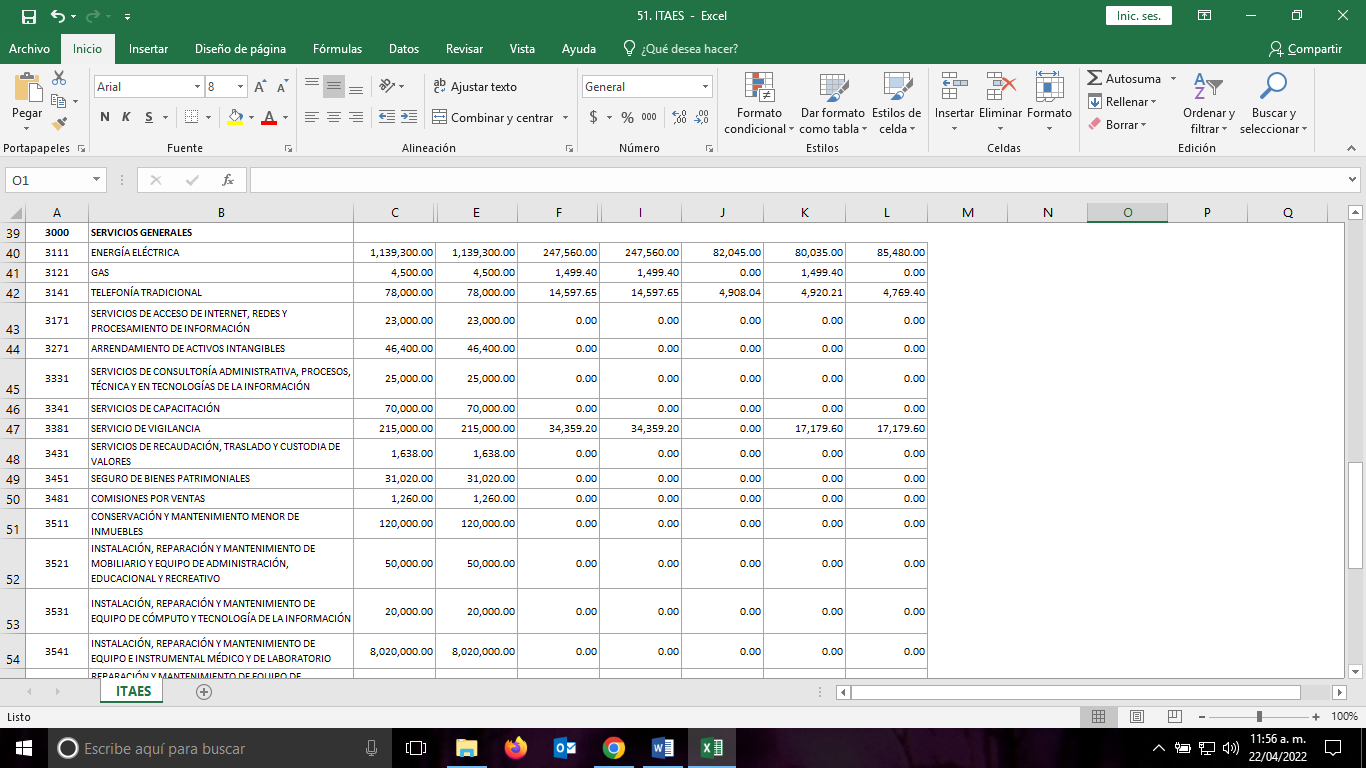 51. ITAES - Excel
Inic. ses.
Archivo Inicio Insertar Diseño de página Fórmulas Datos Revisar Vista Ayuda ¿Qué desea hacer? Compartir
Pegar
Portapapeles
Arial 8
N K S
Fuente
Ajustar texto
Combinar y centrar
Alineación
General
$ % 000
Número
Formato condicional
Dar formato como tabla
Estilos de celda
Estilos
Insertar Eliminar Formato
Celdas
Autosuma
Rellenar
Borrar
Ordenar y filtrar
Buscar y seleccionar
Edición
O1
fx
A B C E F I J K L M N O P Q
39 3000 SERVICIOS GENERALES
40 3111 ENERGÍA ELÉCTRICA 1,139,300.00 1,139,300.00 247,560.00 247,560.00 82,045.00 80,035.00 85,480.00
41 3121 GAS 4,500.00 4,500.00 1,499.40 1,499.40 0.00 1,499.40 0.00
42 3141 TELEFONÍA TRADICIONAL 78,000.00 78,000.00 14,597.65 14,597.65 4,908.04 4,920.21 4,769.40
43 3171 SERVICIOS DE ACCESO DE INTERNET, REDES Y
PROCESAMIENTO DE INFORMACIÓN 23,000.00 23,000.00 0.00 0.00 0.00 0.00 0.00
44 3271 ARRENDAMIENTO DE ACTIVOS INTANGIBLES 46,400.00 46,400.00 0.00 0.00 0.00 0.00 0.00
45 3331 SERVICIOS DE CONSULTORÍA ADMINISTRATIVA, PROCESOS,
TÉCNICA Y EN TECNOLOGÍAS DE LA INFORMACIÓN 25,000.00 25,000.00 0.00 0.00 0.00 0.00 0.00
46 3341 SERVICIOS DE CAPACITACIÓN 70,000.00 70,000.00 0.00 0.00 0.00 0.00 0.00
47 3381 SERVICIO DE VIGILANCIA 215,000.00 215,000.00 34,359.20 34,359.20 0.00 17,179.60 17,179.60
48 3431 SERVICIOS DE RECAUDACIÓN, TRASLADO Y CUSTODIA DE
VALORES 1,638.00 1,638.00 0.00 0.00 0.00 0.00 0.00
49 3451 SEGURO DE BIENES PATRIMONIALES 31,020.00 31,020.00 0.00 0.00 0.00 0.00 0.00
50 3481 COMISIONES POR VENTAS 1,260.00 1,260.00 0.00 0.00 0.00 0.00 0.00
51 3511 CONSERVACIÓN Y MANTENIMIENTO MENOR DE
INMUEBLES 120,000.00 120,000.00 0.00 0.00 0.00 0.00 0.00
52 3521 INSTALACIÓN, REPARACIÓN Y MANTENIMIENTO DE
MOBILIARIO Y EQUIPO DE ADMINISTRACIÓN,
EDUCACIONAL Y RECREATIVO 50,000.00 50,000.00 0.00 0.00 0.00 0.00 0.00
53 3531 INSTALACIÓN, REPARACIÓN Y MANTENIMIENTO DE
EQUIPO DE CÓMPUTO Y TECNOLOGÍA DE LA INFORMACIÓN 20,000.00 20,000.00 0.00 0.00 0.00 0.00 0.00
54 3541 INSTALACIÓN, REPARACIÓN Y MANTENIMIENTO DE
EQUIPO E INSTRUMENTAL MÉDICO Y DE LABORATORIO 8,020,000.00 8,020,000.00 0.00 0.00 0.00 0.00 0.00
REPARACIÓN Y MANTENIMIENTO DE EQUIPO DE
ITAES
Listo 100%
Escribe aquí para buscar
11:56 a. m.
22/04/2022